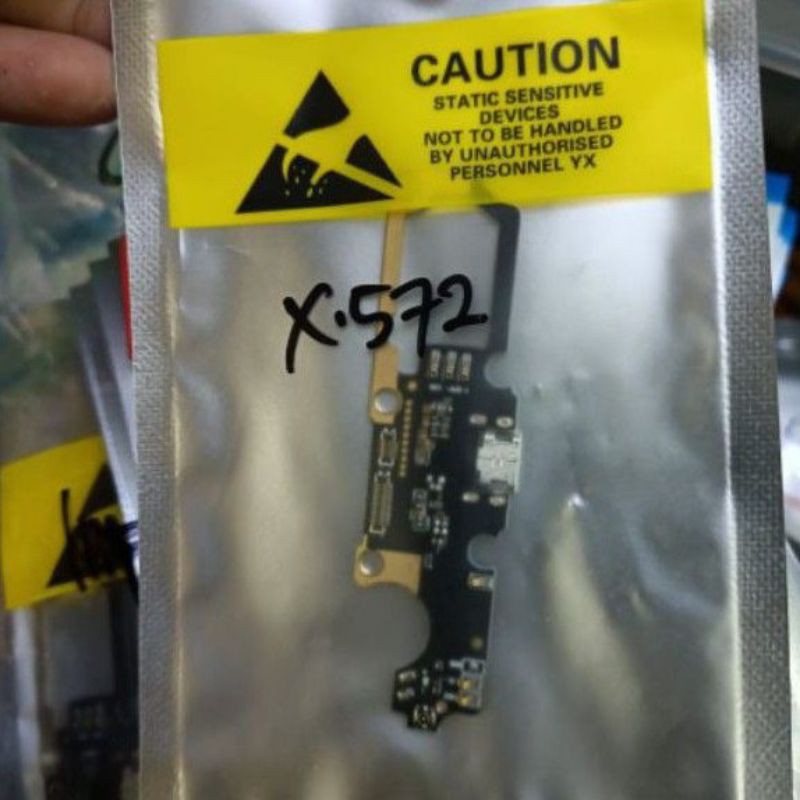 CAUTION
STATIC SENSITIVE
DEVICES
NOT TO BE HANDLED
BY UNAUTHORISED
PERSONNEL YX
X.572